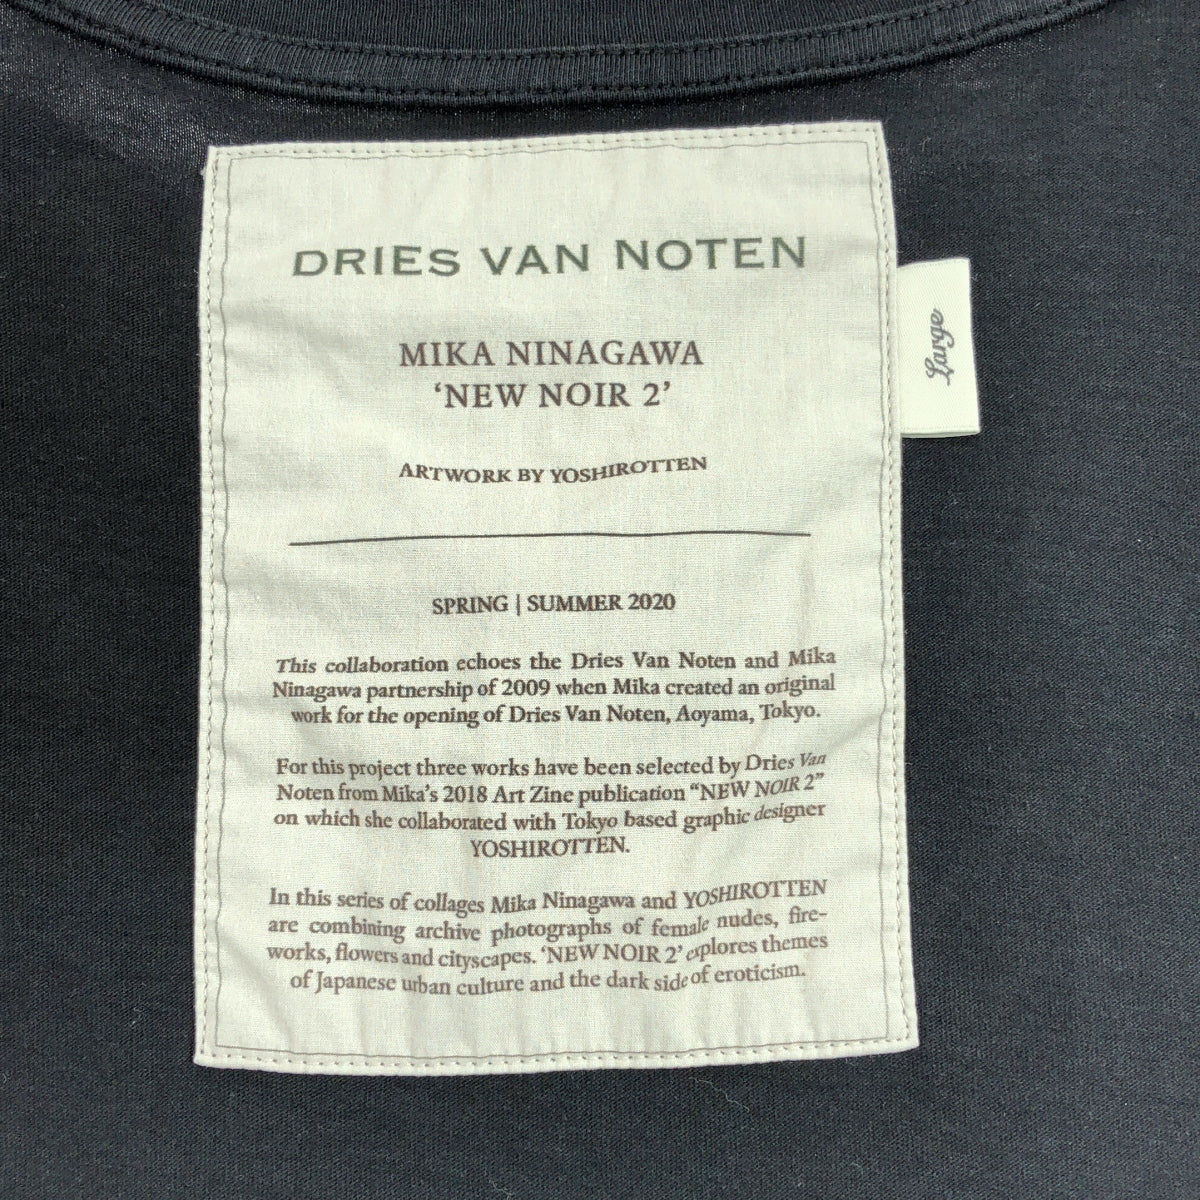 DRIES VAN NOTEN
Large
MIKA NINAGAWA
‘NEW NOIR 2’
ARTWORK BY YOSHIROTTEN
SPRING | SUMMER 2020
This collaboration echoes the Dries Van Noten and Mika
Ninagawa partnership of 2009 when Mika created an original
work for the opening of Dries Van Noten, Aoyama, Tokyo.
For this project three works have been selected by Dries Van
Noten from Mika’s 2018 Art Zine publication “NEW NOIR 2”
on which she collaborated with Tokyo based graphic designer
YOSHIROTTEN.
In this series of collages Mika Ninagawa and YOSHIROTTEN
are combining archive photographs of female nudes, fire-
works, flowers and cityscapes. ‘NEW NOIR 2’ explores themes
of Japanese urban culture and the dark side of eroticism.